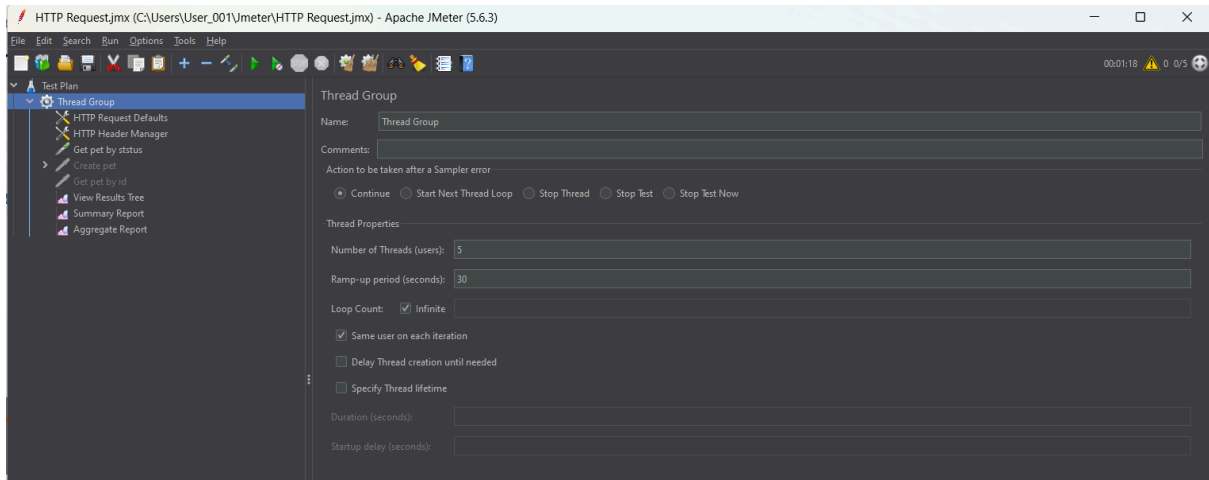 HTTP Request.jmx (C:\Users\User_001\Jmeter\HTTP Request.jmx) - Apache JMeter (5.6.3)
File Edit Search Run Options Tools Help
00:01:18 0 0/5
Test Plan
Thread Group
HTTP Request Defaults
HTTP Header Manager
Get pet by ststus
Create pet
Get pet by id
View Results Tree
Summary Report
Aggregate Report
Thread Group
Name: Thread Group
Comments:
Action to be taken after a Sampler error
Continue Start Next Thread Loop Stop Thread Stop Test Stop Test Now
Thread Properties
Number of Threads (users): 5
Ramp-up period (seconds): 30
Loop Count: Infinite
Same user on each iteration
Delay Thread creation until needed
Specify Thread lifetime
Duration (seconds):
Startup delay (seconds):